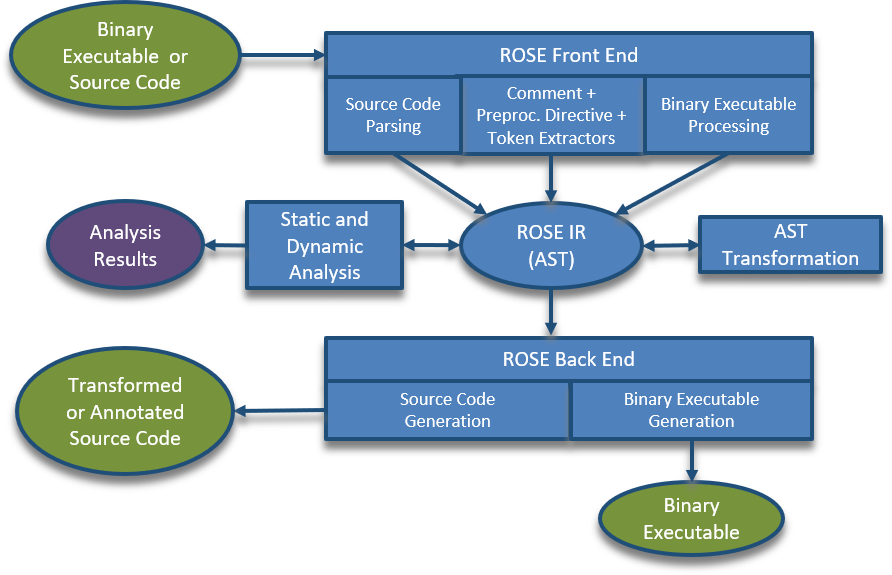 Binary
Executable or
Source Code
ROSE Front End
Source Code
Parsing
Comment +
Preproc. Directive +
Token Extractors
Binary Executable
Processing
Analysis
Results
Static and
Dynamic
Analysis
ROSE IR
(AST)
AST
Transformation
ROSE Back End
Source Code
Generation
Binary Executable
Generation
Transformed
or Annotated
Source Code
Binary
Executable